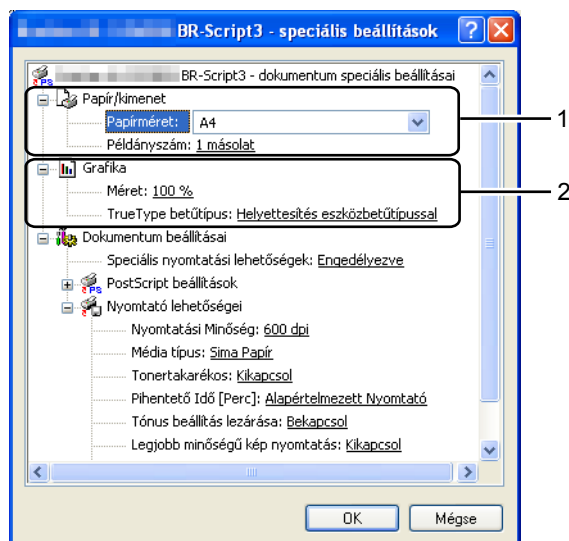 BR-Script3 - speciális beállítások
BR-Script3 - dokumentum speciális beállításai
Papír/kimenet
Papírméret: A4
1
Példányszám: 1 másolat
Grafika
Méret: 100 %
2
TrueType betűtípus: Helyettesítés eszközbetűtípussal
Dokumentum beállításai
Speciális nyomtatási lehetőségek: Engedélyezve
PostScript beállítások
Nyomtató lehetőségei
Nyomtatási Minőség: 600 dpi
Média típus: Sima Papír
Tonertakarékos: Kikapcsol
Pihentető Idő [Perc]: Alapértelmezett Nyomtató
Tónus beállítás lezárása: Bekapcsol
Legjobb minőségű kép nyomtatás: Kikapcsol
OK Mégse